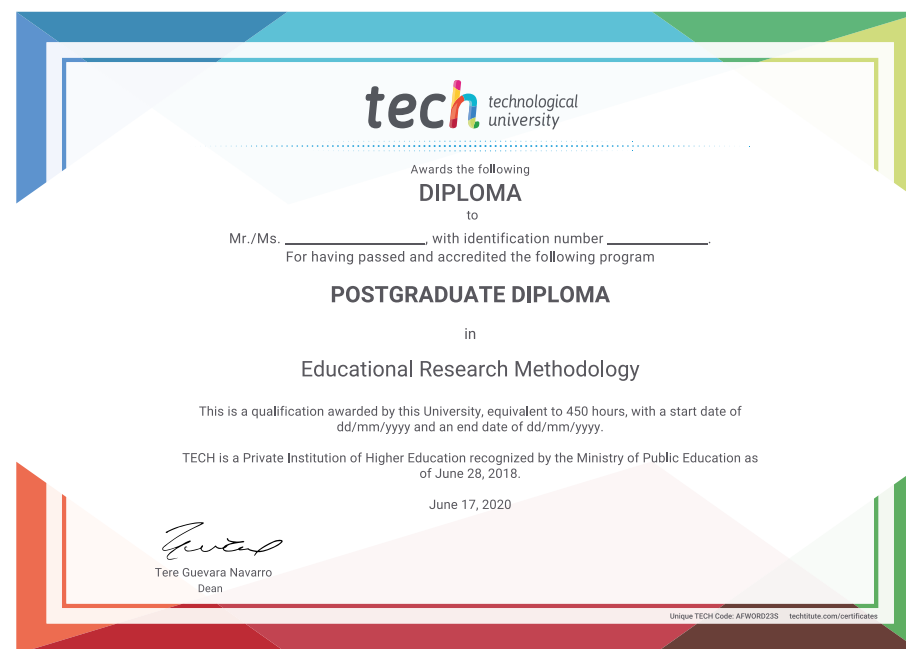 tech technological
university
Awards the following
DIPLOMA
to
Mr./Ms. ________________, with identification number ____________.
For having passed and accredited the following program
POSTGRADUATE DIPLOMA
in
Educational Research Methodology
This is a qualification awarded by this University, equivalent to 450 hours, with a start date of
dd/mm/yyyy and an end date of dd/mm/yyyy.
TECH is a Private Institution of Higher Education recognized by the Ministry of Public Education as
of June 28, 2018.
June 17, 2020
Tere Guevara Navarro
Dean
Unique TECH Code: AFWORD23S techtitute.com/certificates